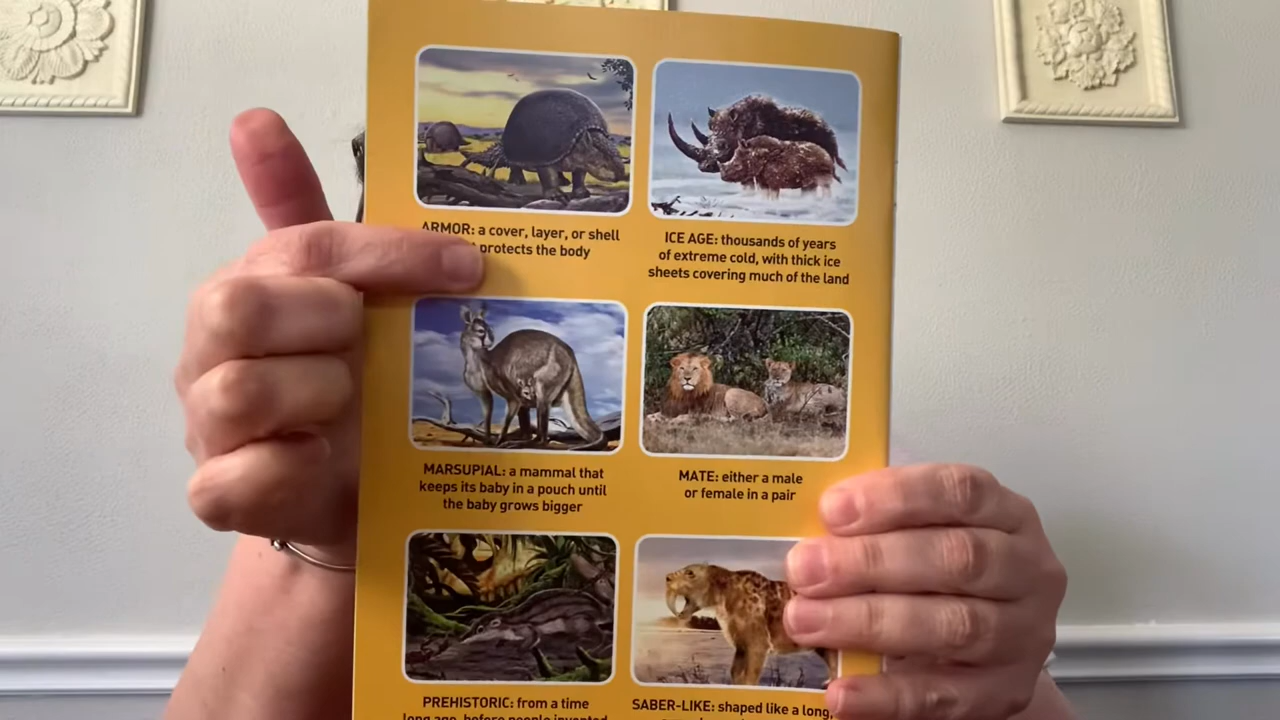 ARMOR: a cover, layer, or shell
protects the body
ICE AGE: thousands of years
of extreme cold, with thick ice
sheets covering much of the land
MARSUPIAL: a mammal that
keeps its baby in a pouch until
the baby grows bigger
MATE: either a male
or female in a pair
PREHISTORIC: from a time
long ago, before people invented
SABER-LIKE: shaped like a long,